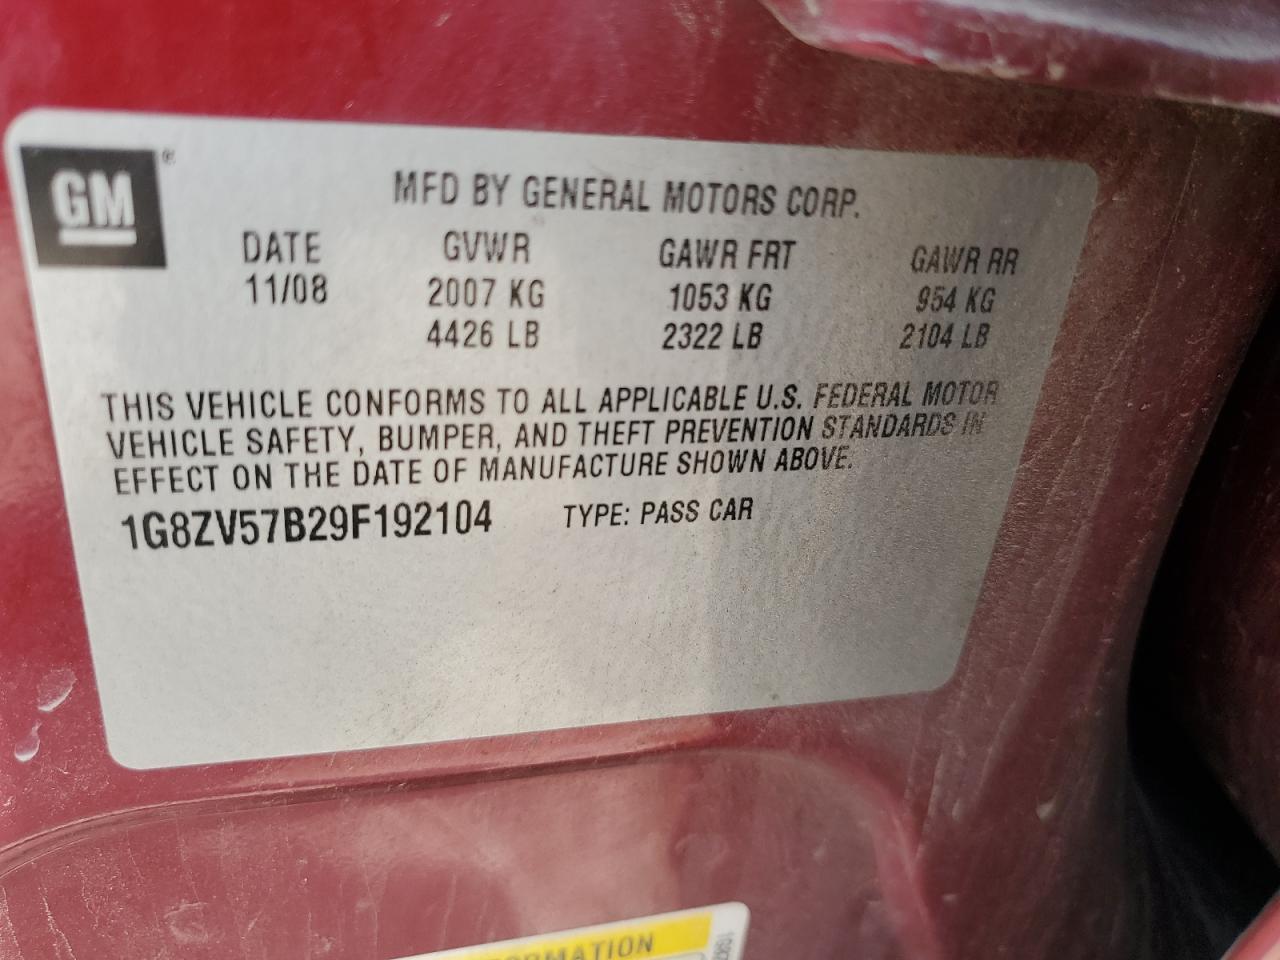 GM®
MFD BY GENERAL MOTORS CORP.
DATE GVWR GAWR FRT GAWR RR
11/08 2007 KG 1053 KG 954 KG
4426 LB 2322 LB 2104 LB
THIS VEHICLE CONFORMS TO ALL APPLICABLE U.S. FEDERAL MOTOR
VEHICLE SAFETY, BUMPER, AND THEFT PREVENTION STANDARDS IN
EFFECT ON THE DATE OF MANUFACTURE SHOWN ABOVE.
1G8ZV57B29F192104 TYPE: PASS CAR